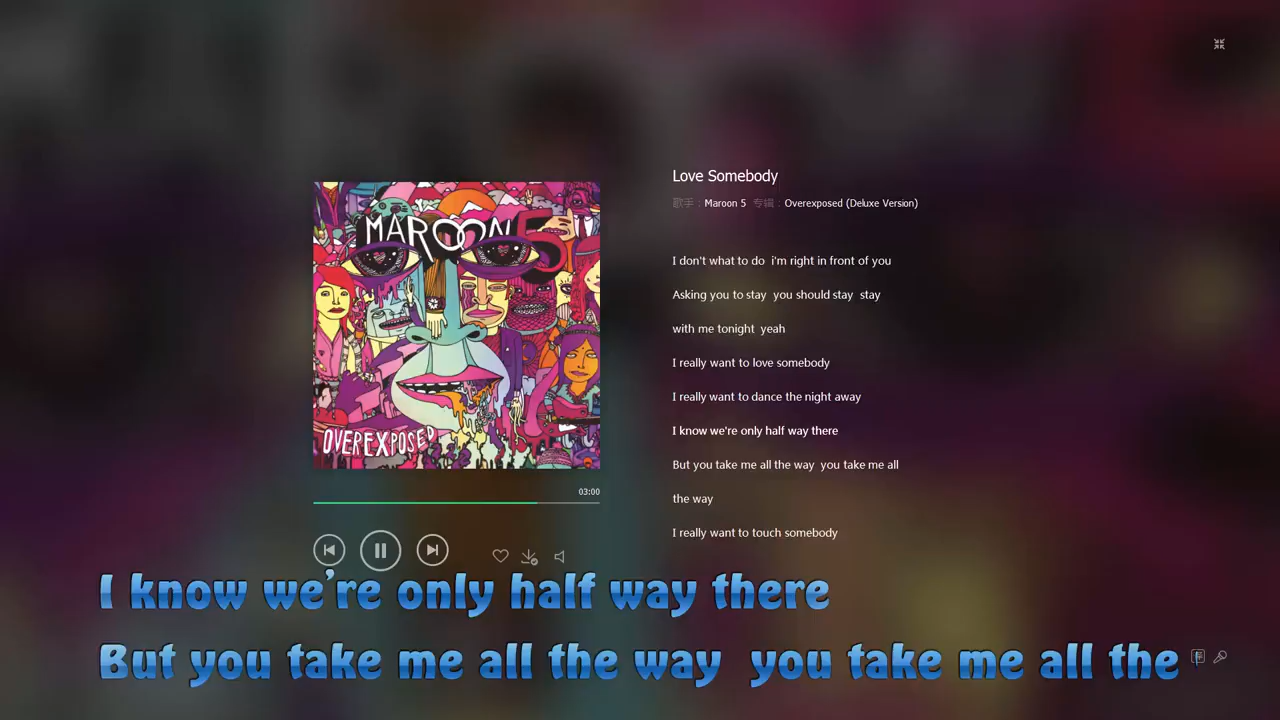 MAROON 5
OVEREXPOSED
03:00
Love Somebody
歌手 : Maroon 5 专辑 : Overexposed (Deluxe Version)
I don't what to do i'm right in front of you
Asking you to stay you should stay stay
with me tonight yeah
I really want to love somebody
I really want to dance the night away
I know we're only half way there
But you take me all the way you take me all
the way
I really want to touch somebody
I know we're only half way there
But you take me all the way you take me all the